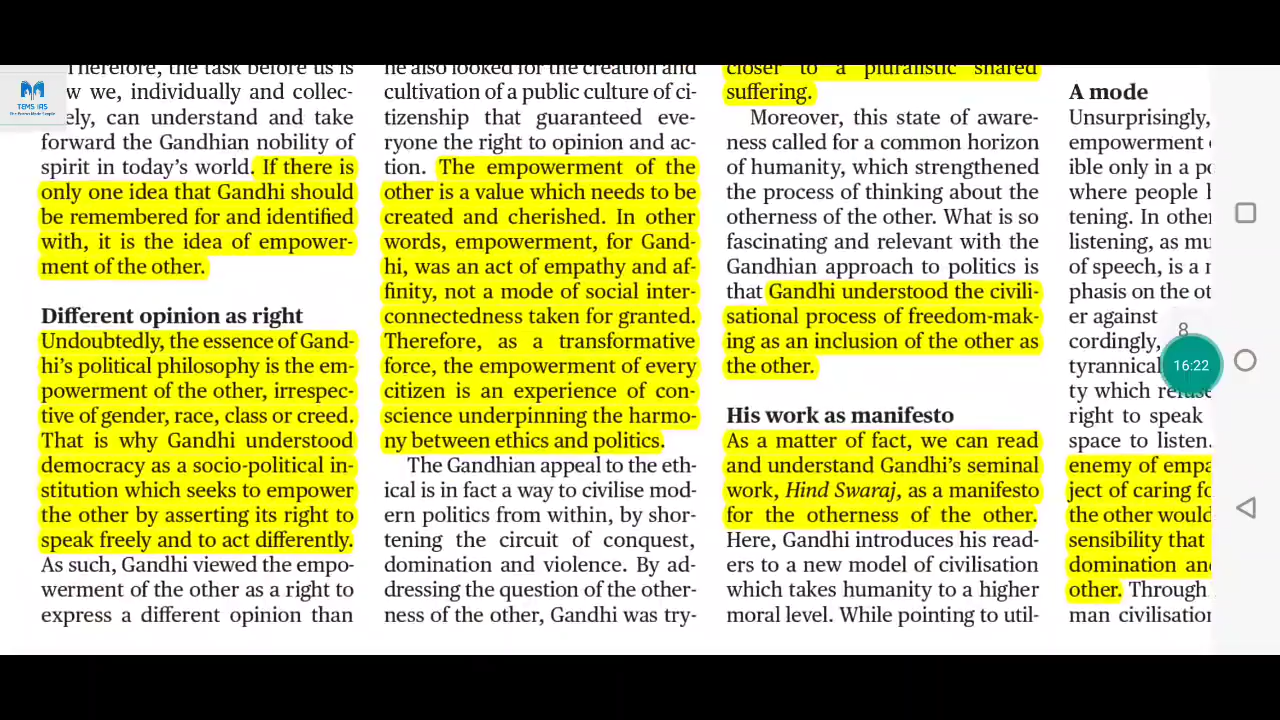 TEMS IAS
Therefore, the task before us is
we, individually and collec-
can understand and take
forward the Gandhian nobility of
spirit in today's world. If there is
only one idea that Gandhi should
be remembered for and identified
with, it is the idea of empower-
ment of the other.
Different opinion as right
Undoubtedly, the essence of Gand-
hi's political philosophy is the em-
powerment of the other, irrespec-
tive of gender, race, class or creed.
That is why Gandhi understood
democracy as a socio-political in-
stitution which seeks to empower
the other by asserting its right to
speak freely and to act differently.
As such, Gandhi viewed the empo-
werment of the other as a right to
express a different opinion than
he also looked for the creation and
cultivation of a public culture of ci-
tizenship that guaranteed eve-
ryone the right to opinion and ac-
tion. The empowerment of the
other is a value which needs to be
created and cherished. In other
words, empowerment, for Gand-
hi, was an act of empathy and af-
finity, not a mode of social inter-
connectedness taken for granted.
Therefore, as a transformative
force, the empowerment of every
citizen is an experience of con-
science underpinning the harmo-
ny between ethics and politics.
The Gandhian appeal to the eth-
ical is in fact a way to civilise mod-
ern politics from within, by shor-
tening the circuit of conquest,
domination and violence. By ad-
dressing the question of the other-
ness of the other, Gandhi was try-
closer to a pluralistic shared
suffering.
Moreover, this state of aware-
ness called for a common horizon
of humanity, which strengthened
the process of thinking about the
otherness of the other. What is so
fascinating and relevant with the
Gandhian approach to politics is
that Gandhi understood the civili-
sational process of freedom-mak-
ing as an inclusion of the other as
the other.
His work as manifesto
As a matter of fact, we can read
and understand Gandhi's seminal
work, Hind Swaraj, as a manifesto
for the otherness of the other.
Here, Gandhi introduces his read-
ers to a new model of civilisation
which takes humanity to a higher
moral level. While pointing to util-
A mode
Unsurprisingly,
empowerment
ible only in a po
where people
tening. In other
listening, as mu
of speech, is a
phasis on the ot
er against
cordingly,
tyrannical
ty which refuse
right to speak
space to listen.
enemy of empa
ject of caring fo
the other would
sensibility that
domination and
other. Through
man civilisation
8
16:22